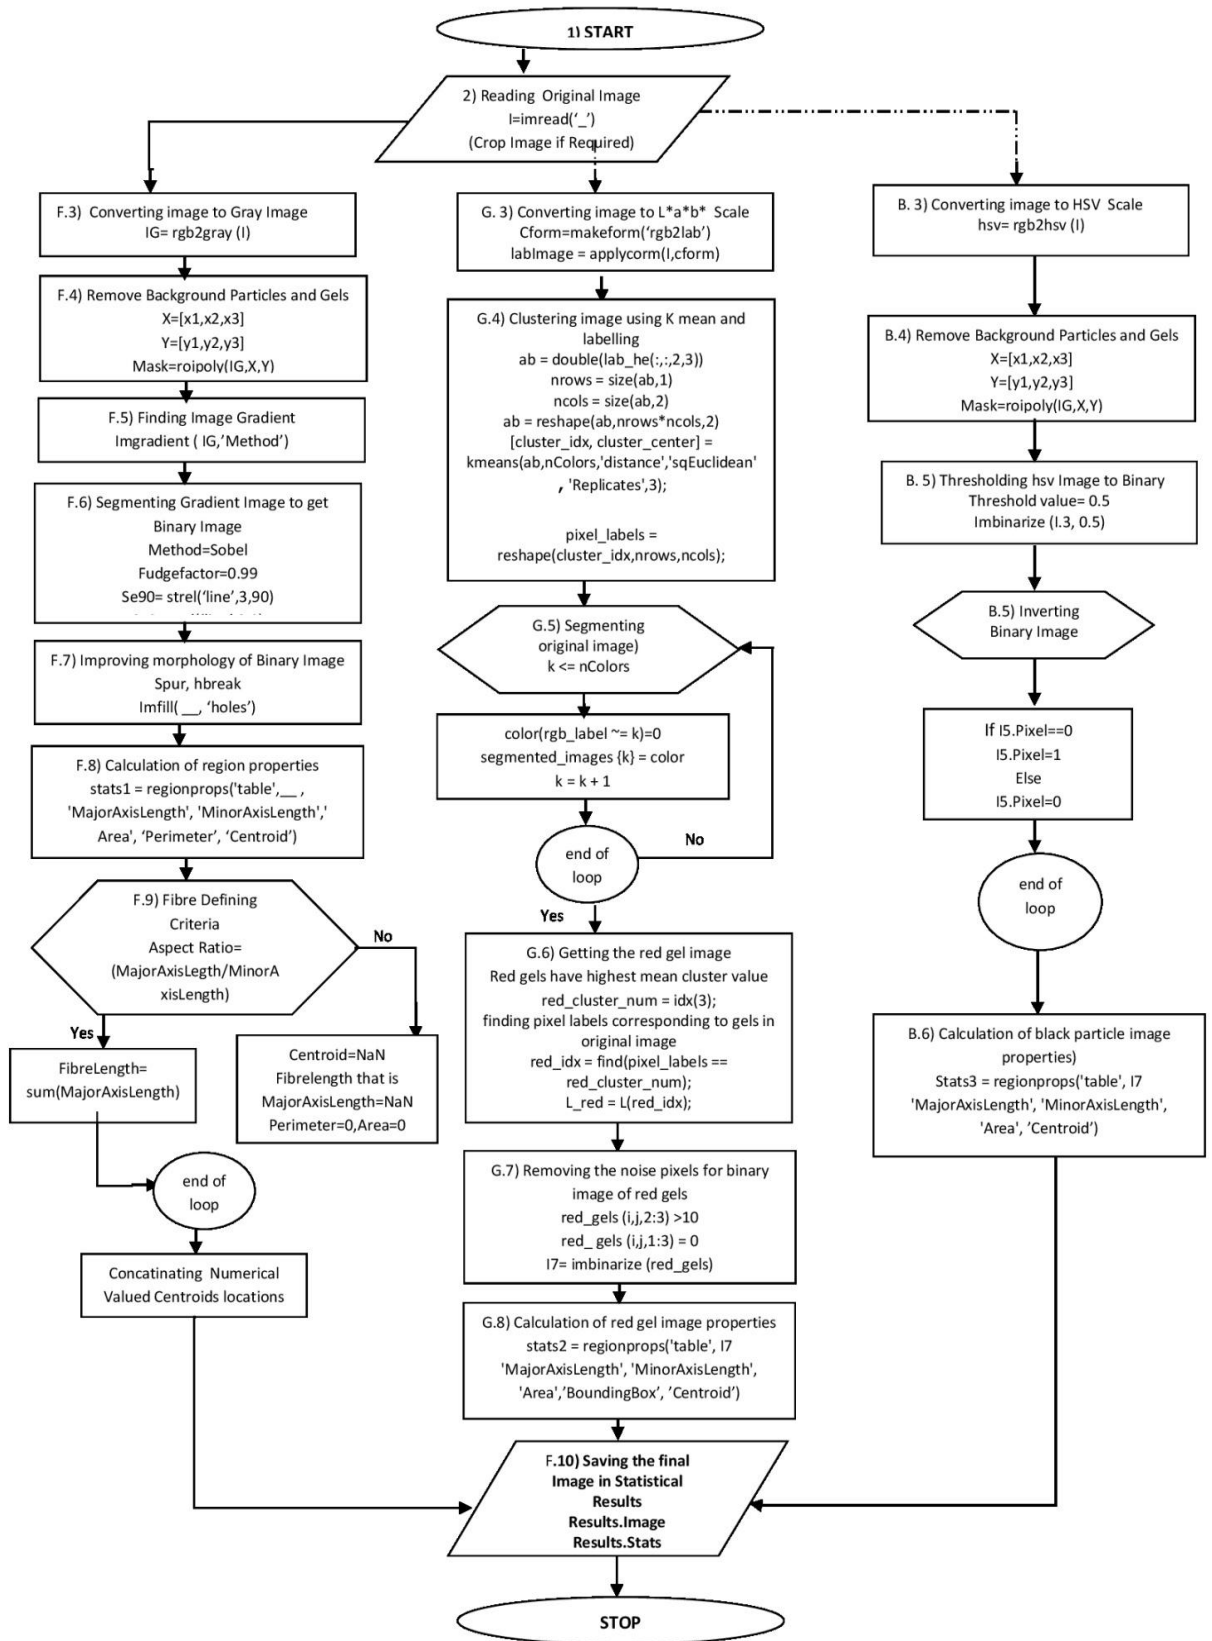 1) START
2) Reading Original Image
I=imread(‘_’)
(Crop Image if Required)
F.3) Converting image to Gray Image
IG= rgb2gray (I)
F.4) Remove Background Particles and Gels
X=[x1,x2,x3]
Y=[y1,y2,y3]
Mask=roipoly(IG,X,Y)
F.5) Finding Image Gradient
Imgradient ( IG,’Method’)
F.6) Segmenting Gradient Image to get
Binary Image
Method=Sobel
Fudgefactor=0.99
Se90= strel(‘line’,3,90)
F.7) Improving morphology of Binary Image
Spur, hbreak
Imfill( __, ‘holes’)
F.8) Calculation of region properties
stats1 = regionprops('table',__ ,
'MajorAxisLength', 'MinorAxisLength','
Area', ‘Perimeter’, ‘Centroid’)
F.9) Fibre Defining
Criteria
Aspect Ratio=
(MajorAxisLegth/MinorA
xisLength)
No
Yes
FibreLength=
sum(MajorAxisLength)
Centroid=NaN
Fibrelength that is
MajorAxisLength=NaN
Perimeter=0,Area=0
end of
loop
Concatinating Numerical
Valued Centroids locations
G. 3) Converting image to L*a*b* Scale
Cform=makeform(‘rgb2lab’)
labImage = applycorm(I,cform)
G.4) Clustering image using K mean and
labelling
ab = double(lab_he(:,:,2,3))
nrows = size(ab,1)
ncols = size(ab,2)
ab = reshape(ab,nrows*ncols,2)
[cluster_idx, cluster_center] =
kmeans(ab,nColors,'distance','sqEuclidean'
, 'Replicates',3);
pixel_labels =
reshape(cluster_idx,nrows,ncols);
G.5) Segmenting
original image)
k <= nColors
color(rgb_label ~= k)=0
segmented_images {k} = color
k = k + 1
end of
loop
No
Yes
G.6) Getting the red gel image
Red gels have highest mean cluster value
red_cluster_num = idx(3);
finding pixel labels corresponding to gels in
original image
red_idx = find(pixel_labels ==
red_cluster_num);
L_red = L(red_idx);
G.7) Removing the noise pixels for binary
image of red gels
red_gels (i,j,2:3) >10
red_ gels (i,j,1:3) = 0
I7= imbinarize (red_gels)
G.8) Calculation of red gel image properties
stats2 = regionprops('table', I7
'MajorAxisLength', 'MinorAxisLength',
'Area',’BoundingBox’, ’Centroid’)
B. 3) Converting image to HSV Scale
hsv= rgb2hsv (I)
B.4) Remove Background Particles and Gels
X=[x1,x2,x3]
Y=[y1,y2,y3]
Mask=roipoly(IG,X,Y)
B. 5) Thresholding hsv Image to Binary
Threshold value= 0.5
Imbinarize (I.3, 0.5)
B.5) Inverting
Binary Image
If I5.Pixel==0
I5.Pixel=1
Else
I5.Pixel=0
end of
loop
B.6) Calculation of black particle image
properties)
Stats3 = regionprops('table', I7
'MajorAxisLength', 'MinorAxisLength',
'Area', ’Centroid’)
F.10) Saving the final
Image in Statistical
Results
Results.Image
Results.Stats
STOP